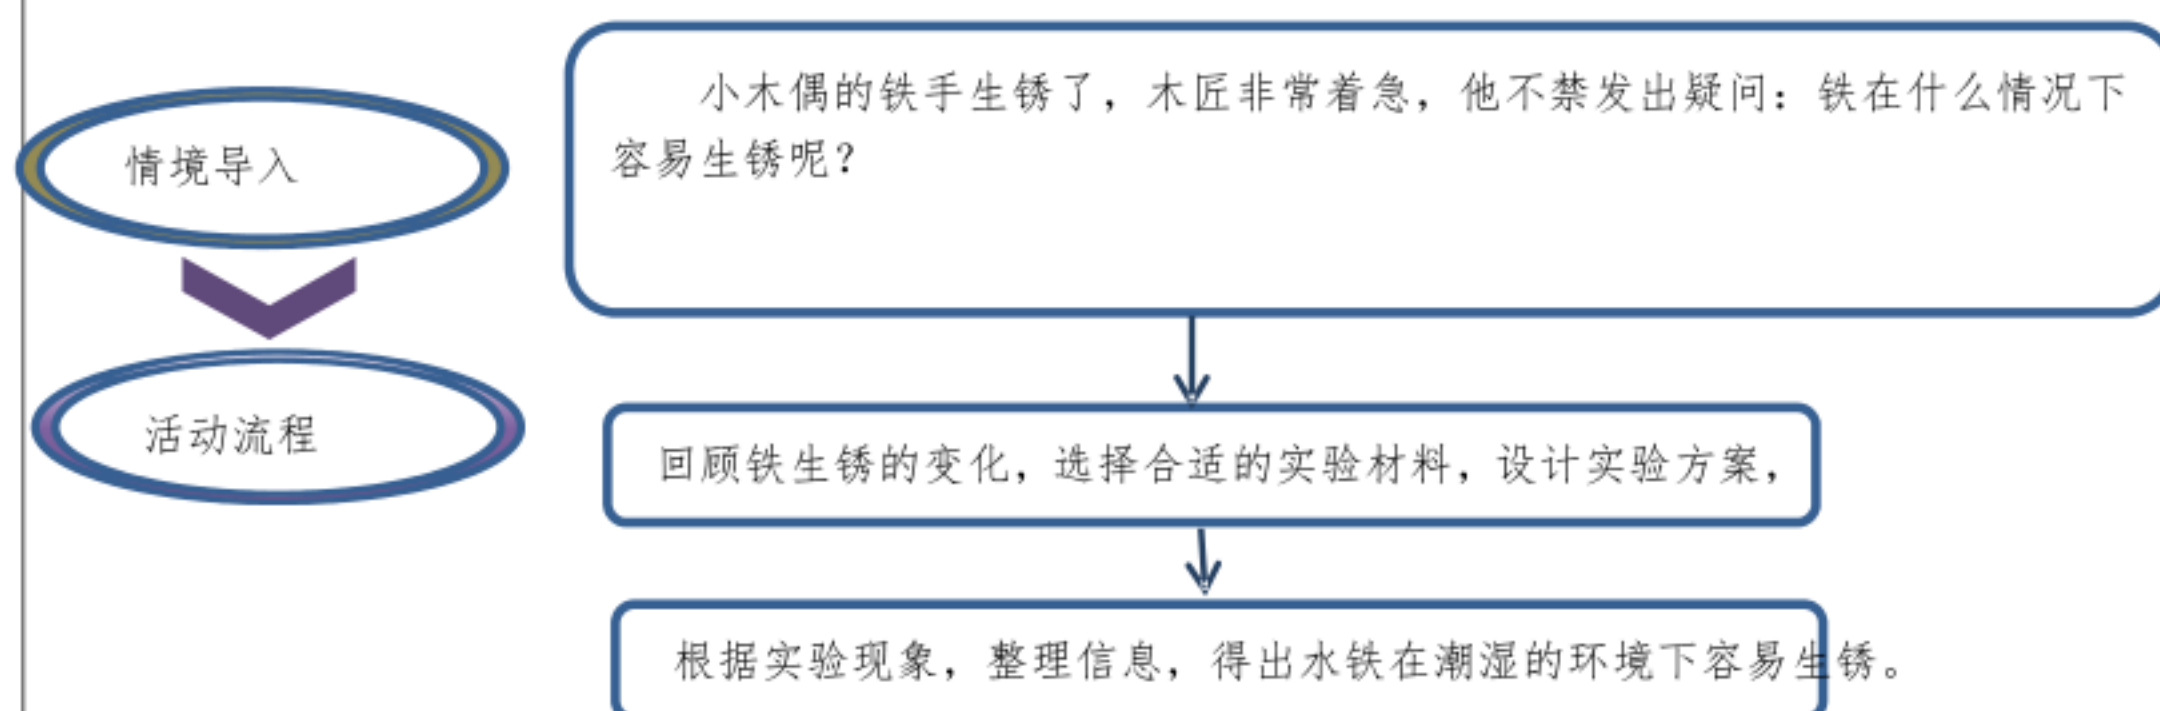 情境导入
小木偶的铁手生锈了，木匠非常着急，他不禁发出疑问：铁在什么情况下
容易生锈呢？
活动流程
回顾铁生锈的变化，选择合适的实验材料，设计实验方案，
根据实验现象，整理信息，得出水铁在潮湿的环境下容易生锈。